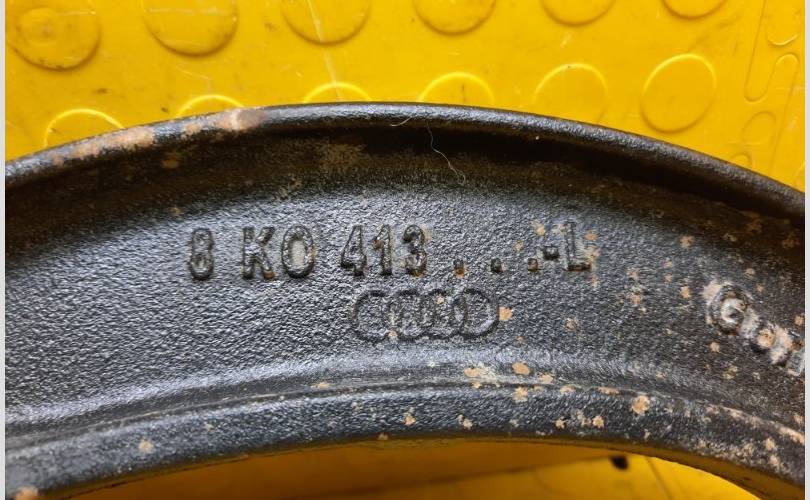 8 K0 413 . . .-L